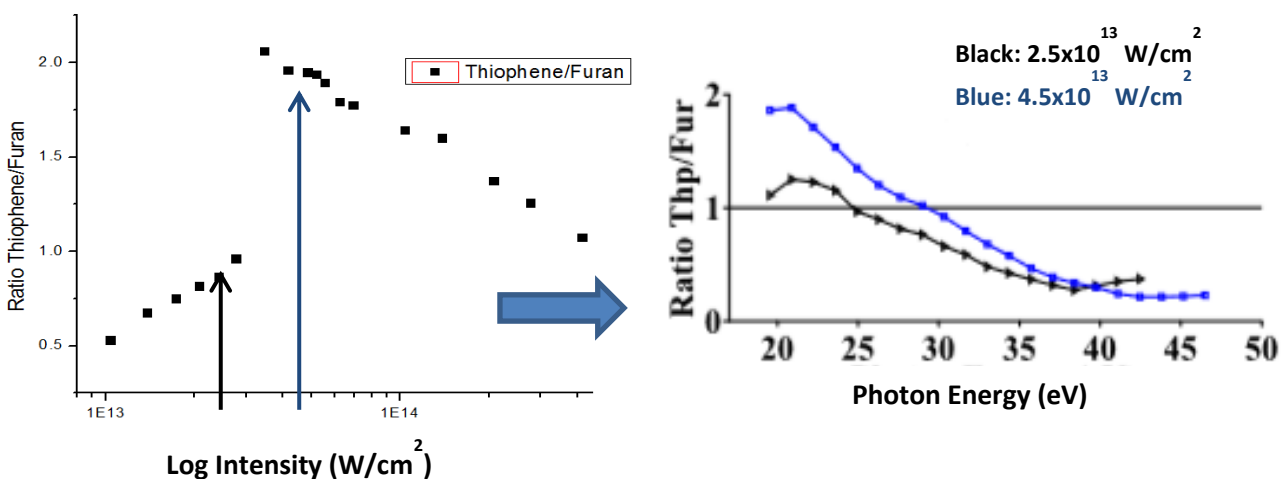 2.0
1.5
1.0
0.5
1E13
1E14
Ratio Thiophene/Furan
Thiophene/Furan
Log Intensity (W/cm²)
Black: 2.5x10¹³ W/cm²
Blue: 4.5x10¹³ W/cm²
2
1
0
Ratio Thp/Fur
20 25 30 35 40 45 50
Photon Energy (eV)